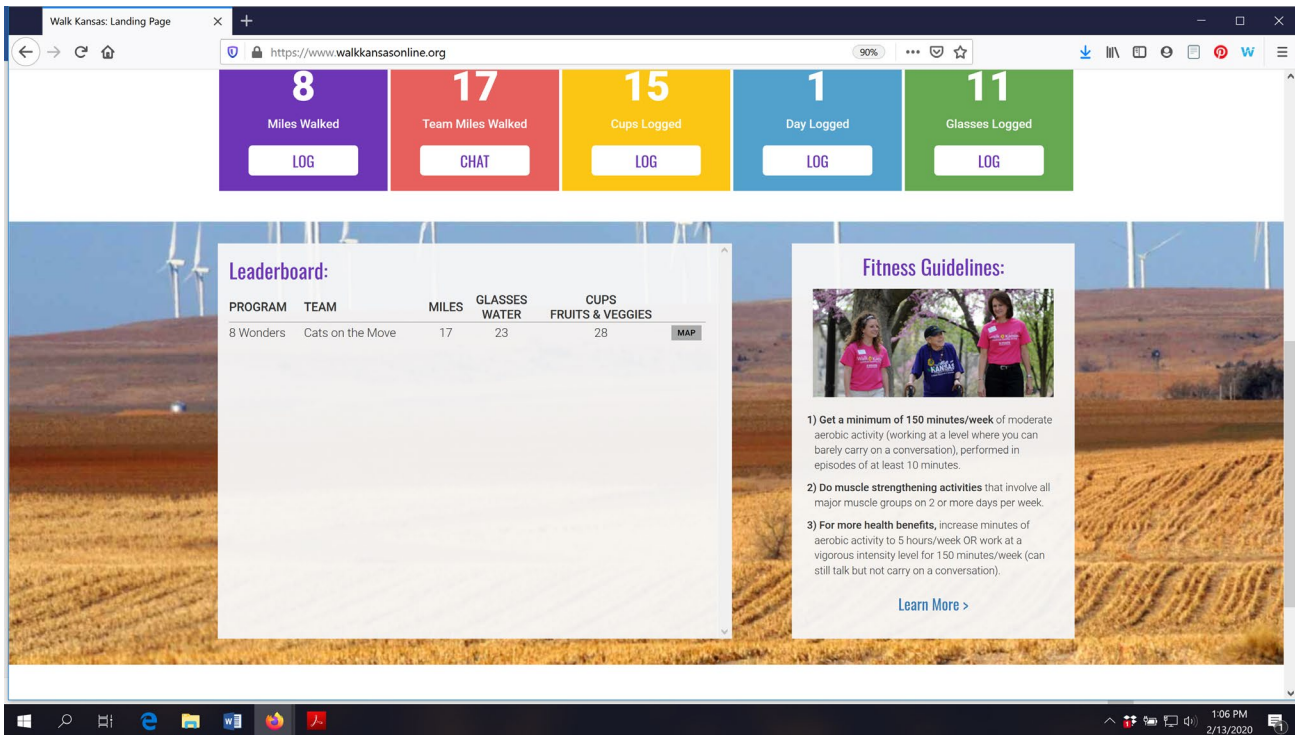 Walk Kansas: Landing Page
https://www.walkkansasonline.org
90%
8
Miles Walked
LOG
17
Team Miles Walked
CHAT
15
Cups Logged
LOG
1
Day Logged
LOG
11
Glasses Logged
LOG
Leaderboard:
PROGRAM TEAM MILES GLASSES WATER CUPS FRUITS & VEGGIES
8 Wonders Cats on the Move 17 23 28 MAP
Fitness Guidelines:
KANSAS
1) Get a minimum of 150 minutes/week of moderate
aerobic activity (working at a level where you can
barely carry on a conversation), performed in
episodes of at least 10 minutes.
2) Do muscle strengthening activities that involve all
major muscle groups on 2 or more days per week.
3) For more health benefits, increase minutes of
aerobic activity to 5 hours/week OR work at a
vigorous intensity level for 150 minutes/week (can
still talk but not carry on a conversation).
Learn More >
1:06 PM
2/13/2020